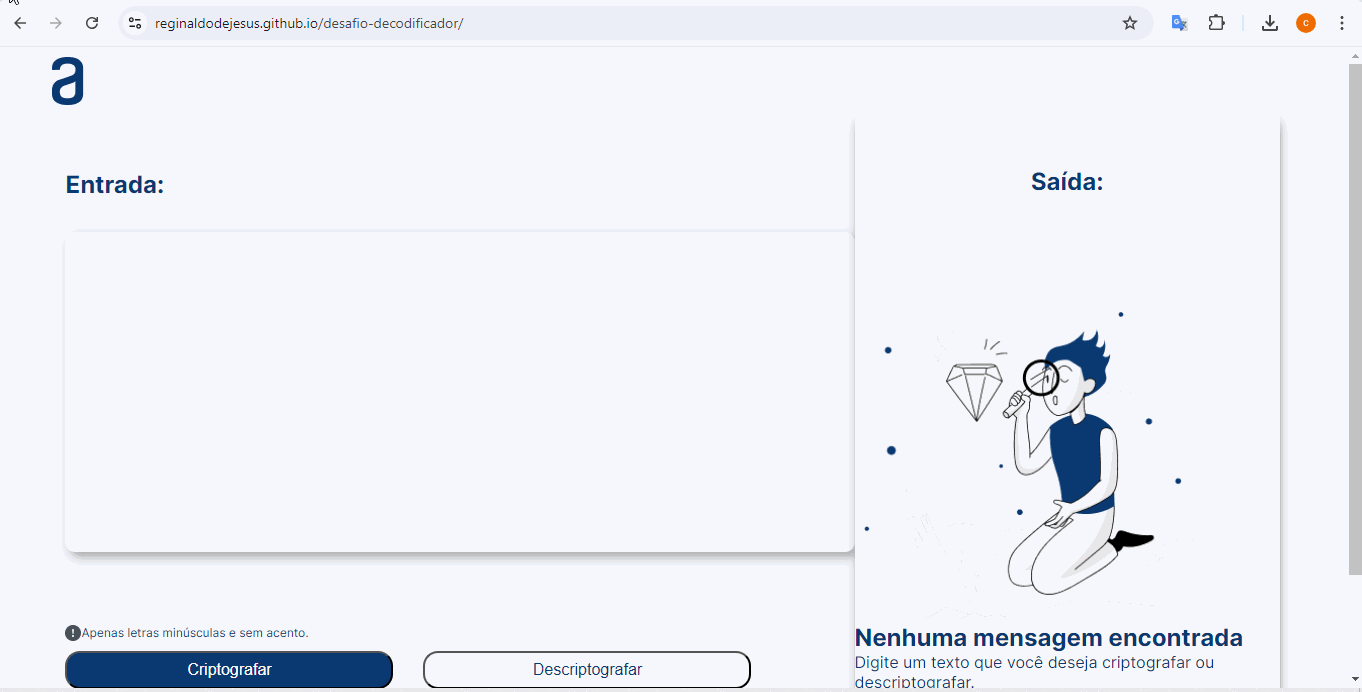 reginaldodejesus.github.io/desafio-decodificador/
c
a
Entrada:
Saída:
Nenhuma mensagem encontrada
Digite um texto que você deseja criptografar ou
descriptografar.
! Apenas letras minúsculas e sem acento.
Criptografar
Descriptografar